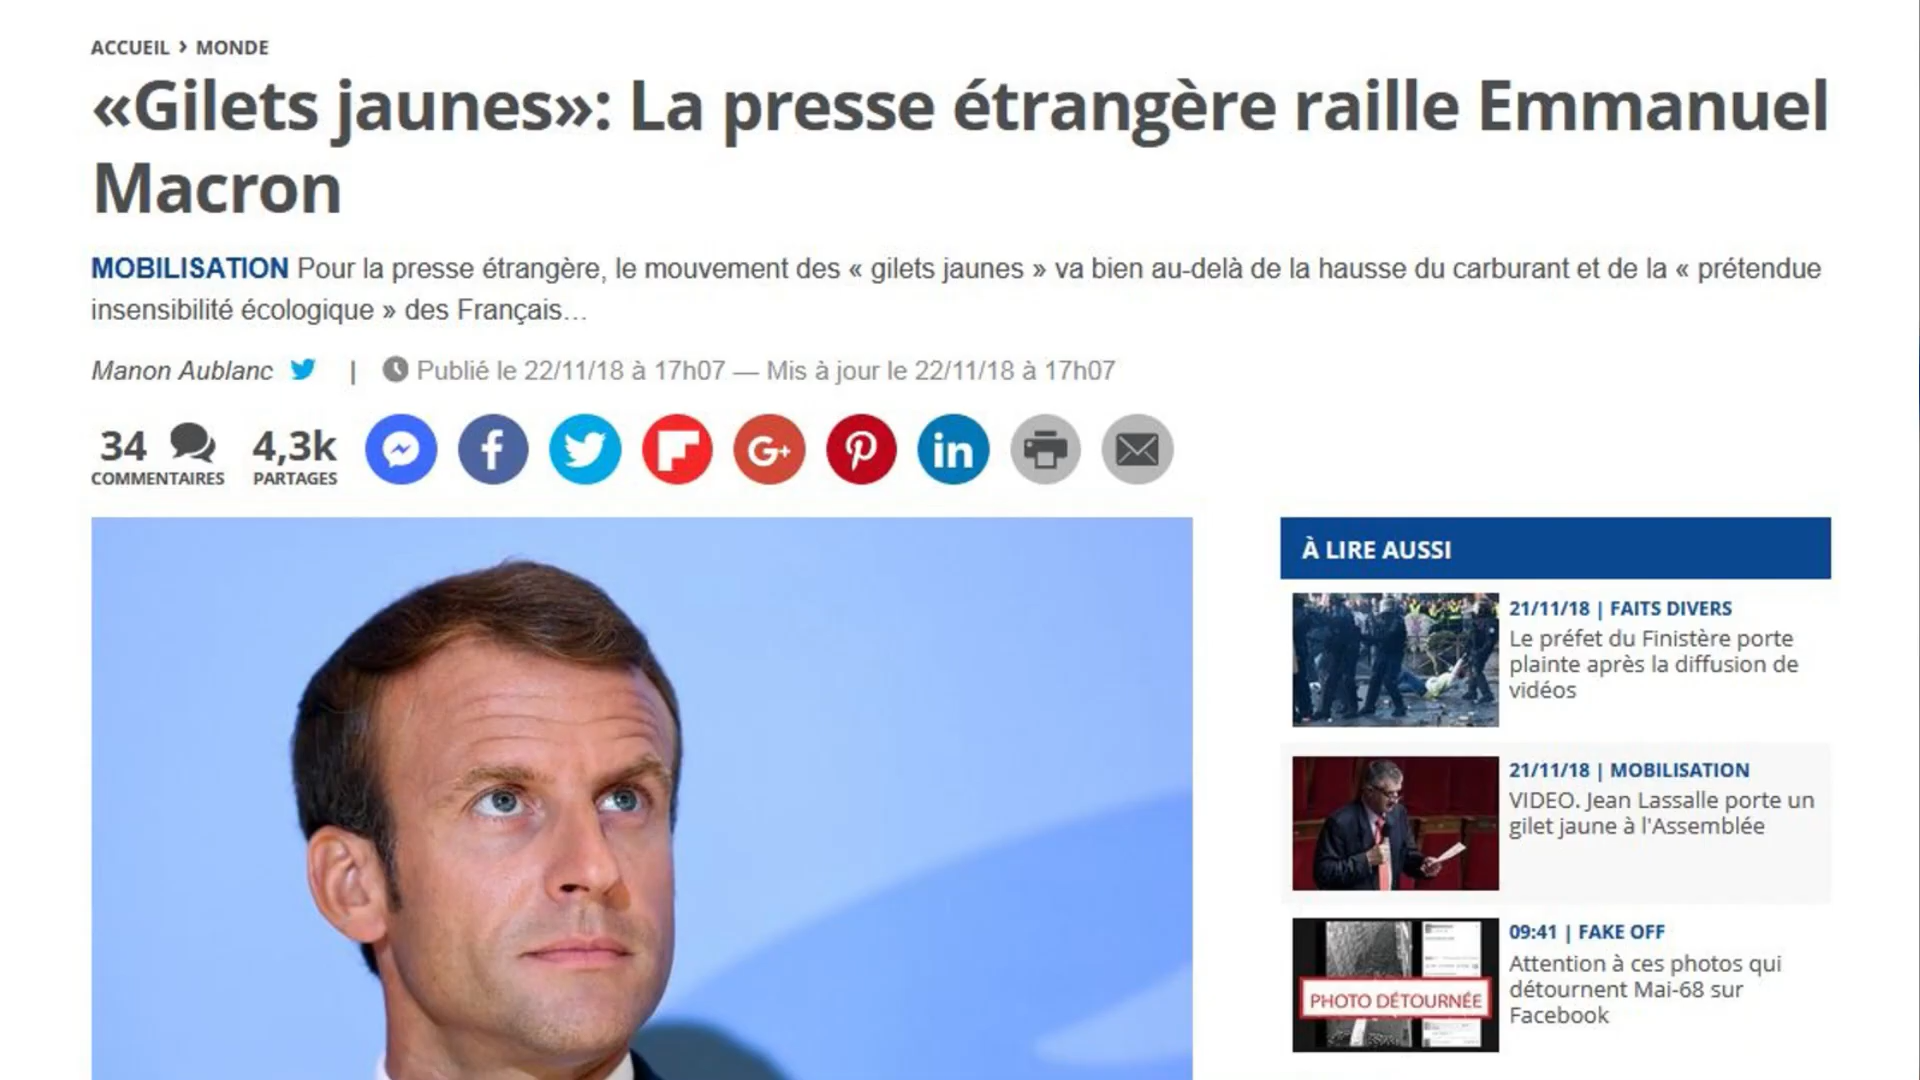 ACCUEIL › MONDE
«Gilets jaunes»: La presse étrangère raille Emmanuel
Macron
MOBILISATION Pour la presse étrangère, le mouvement des « gilets jaunes » va bien au-delà de la hausse du carburant et de la « prétendue
insensibilité écologique » des Français...
Manon Aublanc | Publié le 22/11/18 à 17h07 — Mis à jour le 22/11/18 à 17h07
34
COMMENTAIRES
4,3k
PARTAGES
f
G+
in
À LIRE AUSSI
21/11/18 | FAITS DIVERS
Le préfet du Finistère porte
plainte après la diffusion de
vidéos
21/11/18 | MOBILISATION
VIDEO. Jean Lassalle porte un
gilet jaune à l'Assemblée
PHOTO DÉTOURNÉE
09:41 | FAKE OFF
Attention à ces photos qui
détournent Mai-68 sur
Facebook